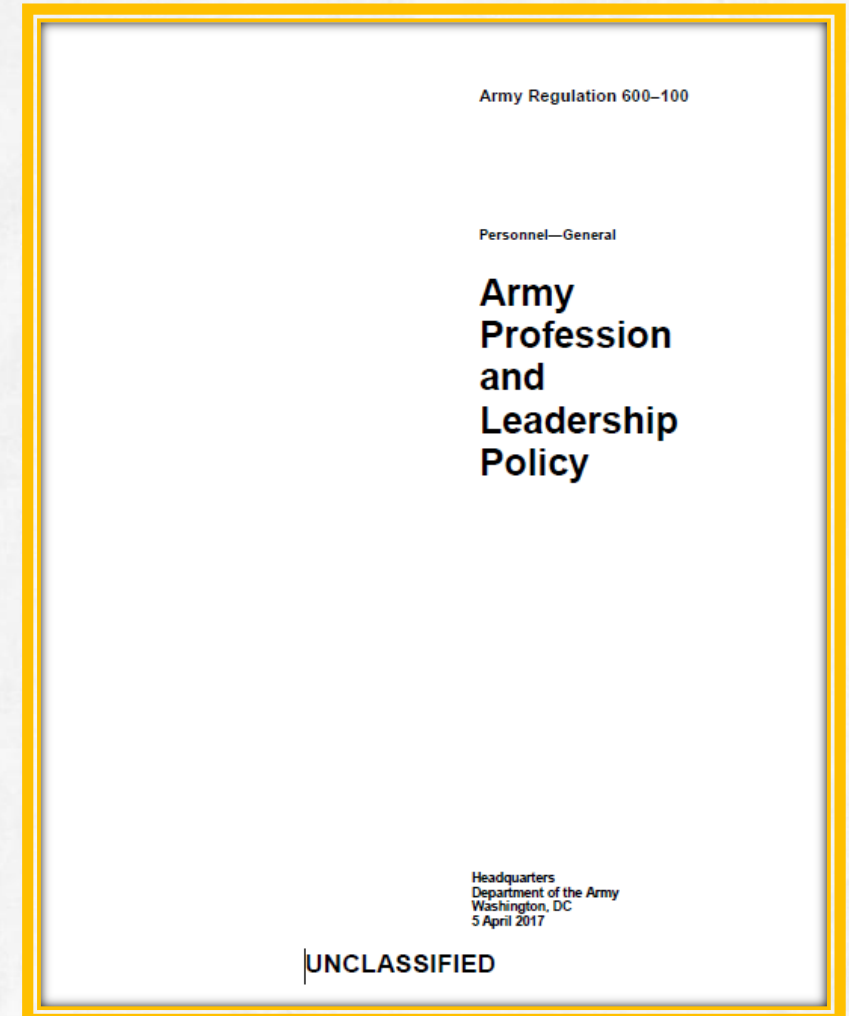 Army Regulation 600–100
Personnel—General
Army
Profession
and
Leadership
Policy
Headquarters
Department of the Army
Washington, DC
5 April 2017
UNCLASSIFIED